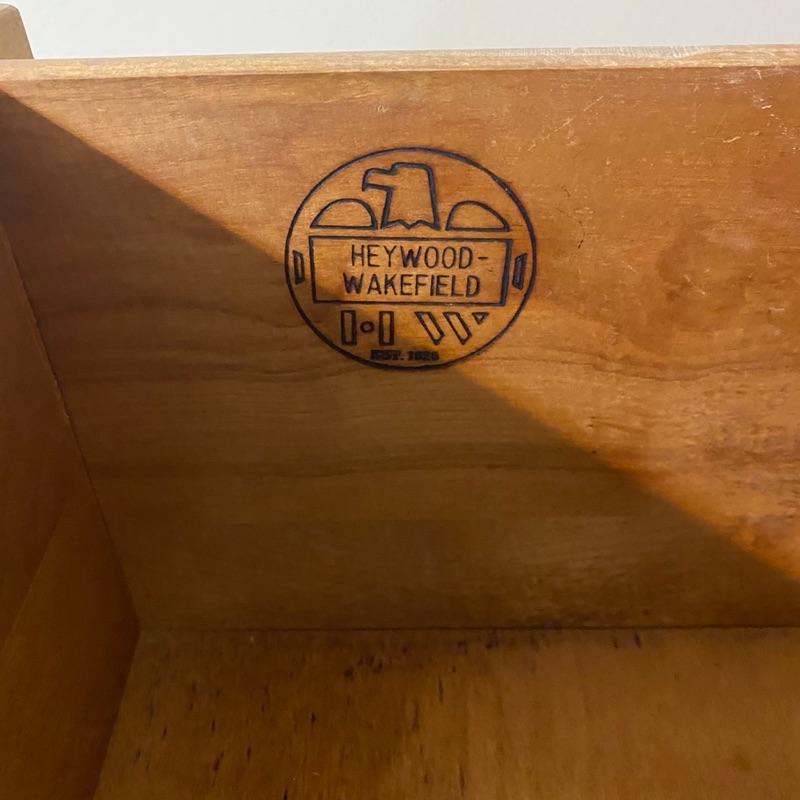 HEYWOOD-
WAKEFIELD
H W
EST. 1826